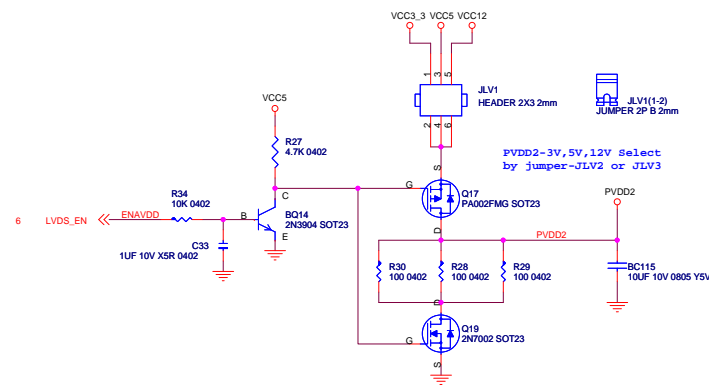 VCC3_3 VCC5 VCC12
1 3 5
JLV1
HEADER 2X3 2mm
2 4 6
JLV1(1-2)
JUMPER 2P B 2mm
PVDD2-3V,5V,12V Select
by jumper-JLV2 or JLV3
VCC5
R27
4.7K 0402
R34
10K 0402
6 LVDS_EN ENAVDD
B C E
BQ14
2N3904 SOT23
C33
1UF 10V X5R 0402
S
G
D
Q17
PA002FMG SOT23
PVDD2
PVDD2
R30
100 0402
R28
100 0402
R29
100 0402
BC115
10UF 10V 0805 Y5V
D
G
S
Q19
2N7002 SOT23